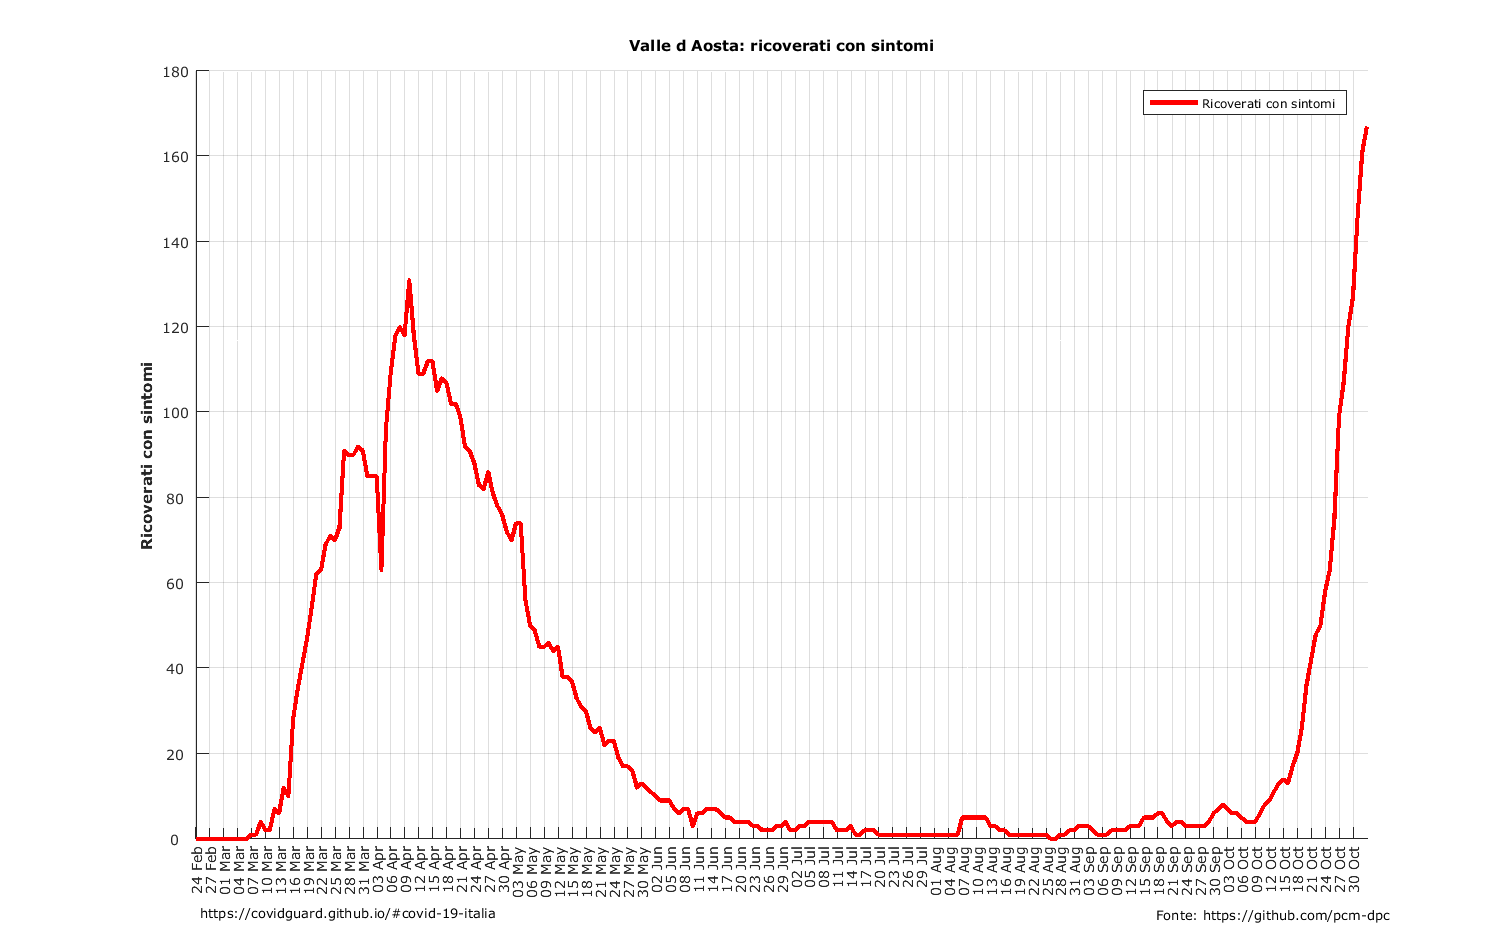 Valle d Aosta: ricoverati con sintomi
Ricoverati con sintomi
Ricoverati con sintomi
180
160
140
120
100
80
60
40
20
0
24 Feb
27 Feb
01 Mar
04 Mar
07 Mar
10 Mar
13 Mar
16 Mar
19 Mar
22 Mar
25 Mar
28 Mar
31 Mar
03 Apr
06 Apr
09 Apr
12 Apr
15 Apr
18 Apr
21 Apr
24 Apr
27 Apr
30 Apr
03 May
06 May
09 May
12 May
15 May
18 May
21 May
24 May
27 May
30 May
02 Jun
05 Jun
08 Jun
11 Jun
14 Jun
17 Jun
20 Jun
23 Jun
26 Jun
29 Jun
02 Jul
05 Jul
08 Jul
11 Jul
14 Jul
17 Jul
20 Jul
23 Jul
26 Jul
29 Jul
01 Aug
04 Aug
07 Aug
10 Aug
13 Aug
16 Aug
19 Aug
22 Aug
25 Aug
28 Aug
31 Aug
03 Sep
06 Sep
09 Sep
12 Sep
15 Sep
18 Sep
21 Sep
24 Sep
27 Sep
30 Sep
03 Oct
06 Oct
09 Oct
12 Oct
15 Oct
18 Oct
21 Oct
24 Oct
27 Oct
30 Oct
https://covidguard.github.io/#covid-19-italia
Fonte: https://github.com/pcm-dpc